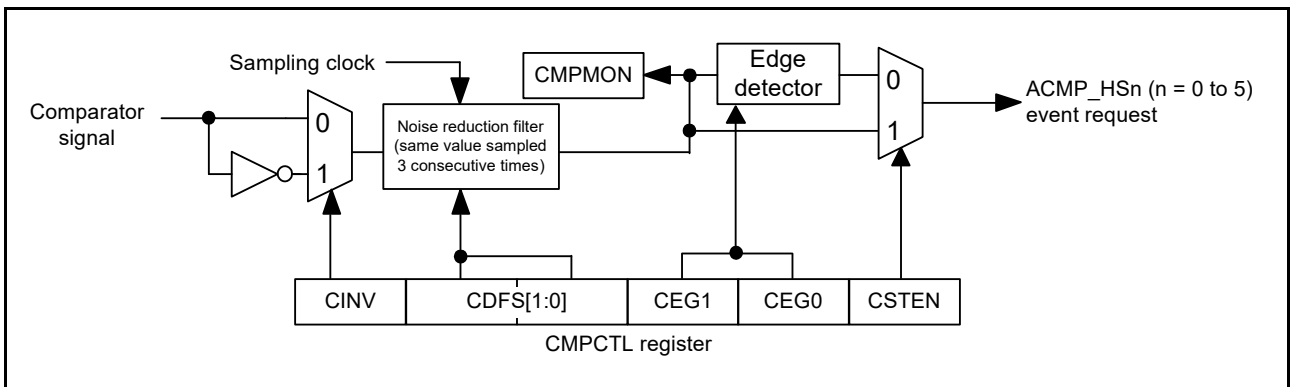 Sampling clock
CMPMON
Edge
detector
0
1
ACMP_HSn (n = 0 to 5)
event request
Comparator
signal
0
1
Noise reduction filter
(same value sampled
3 consecutive times)
CINV
CDFS[1:0]
CEG1
CEG0
CSTEN
CMPCTL register